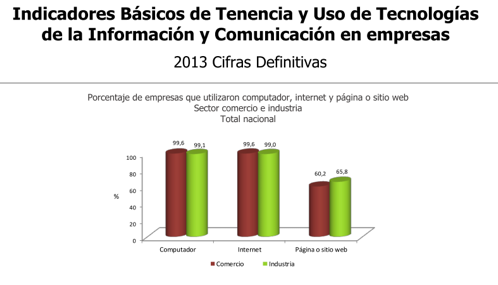 Indicadores Básicos de Tenencia y Uso de Tecnologías
de la Información y Comunicación en empresas
2013 Cifras Definitivas
Porcentaje de empresas que utilizaron computador, internet y página o sitio web
Sector comercio e industria
Total nacional
99,6 99,1 99,6 99,0 60,2 65,8
100
80
60
40
20
0
%
Computador Internet Página o sitio web
Comercio Industria